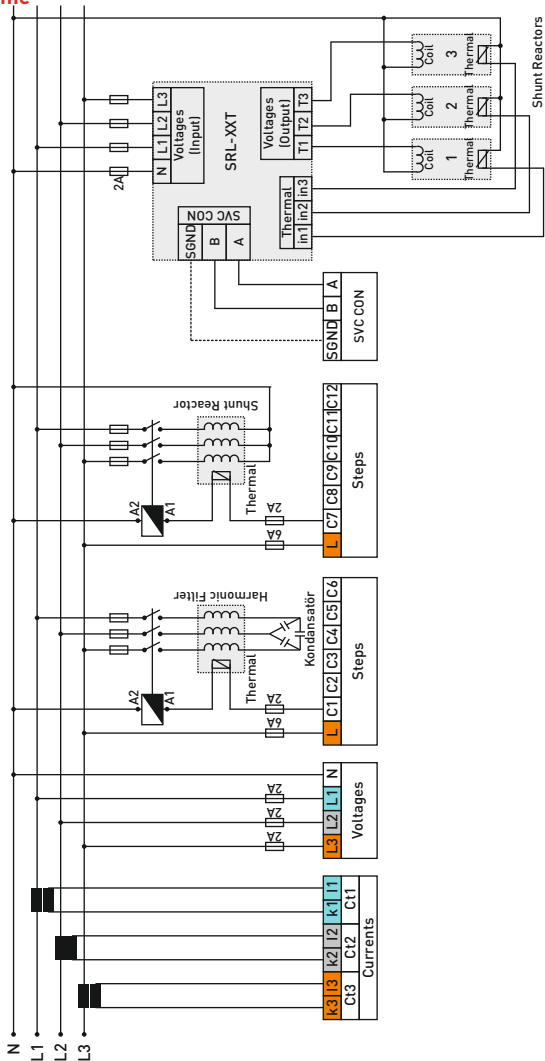 N
L1
L2
L3
2A
N
L1
L2
L3
Voltages
(Input)
SRL-XXT
Voltages
(Output)
T1
T2
T3
SVC CON
SGND
B
A
Thermal
in1
in2
in3
Coil
3
Thermal
Coil
2
Thermal
Coil
1
Thermal
Shunt Reactors
SGND
B
A
SVC CON
Shunt Reactor
Thermal
A2
A1
2A
6A
L
C7
C8
C9
C10
C11
C12
Steps
Harmonic Filter
Thermal
Kondansatör
A2
A1
2A
6A
L
C1
C2
C3
C4
C5
C6
Steps
2A
2A
2A
L3
L2
L1
N
Voltages
k3
l3
k2
l2
k1
l1
Ct3
Ct2
Ct1
Currents